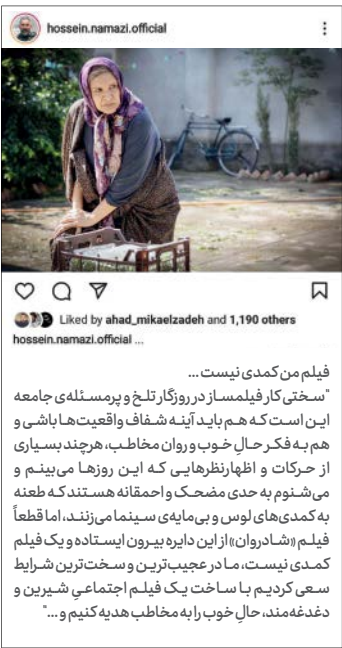 hossein.namazi.official
Liked by ahad_mikaelzadeh and 1,190 others
hossein.namazi.official ...
فیلم من کمدی نیست ...
"سختی کار فیلمساز در روزگار تلخ و پرمسئله‌ی جامعه
این است که هم باید آینه شفاف واقعیت‌ها باشی و
هم به فکر حالِ خوب و روان مخاطب، هرچند بسیاری
از حرکات و اظهارنظرهایی که این روزها می‌بینم و
می‌شنوم به حدی مضحک و احمقانه هستند که طعنه
به کمدی‌های لوس و بی‌مایه‌ی سینما می‌زنند، اما قطعاً
فیلم «شادروان» از این دایره بیرون ایستاده و یک فیلم
کمدی نیست، ما در عجیب‌ترین و سخت‌ترین شرایط
سعی کردیم با ساخت یک فیلم اجتماعیِ شیرین و
دغدغه‌مند، حالِ خوب را به مخاطب هدیه کنیم و ..."